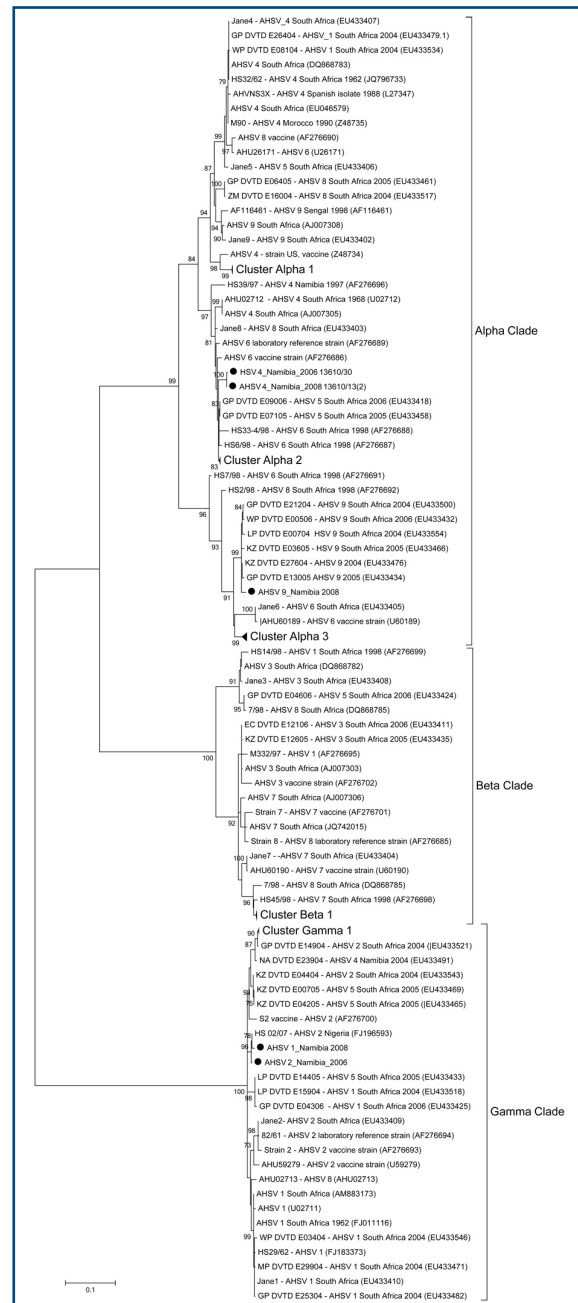 Jane4 - AHSV_4 South Africa (EU433407)
GP DVTD E26404 - AHSV_1 South Africa 2004 (EU433479.1)
WP DVTD E08104 - AHSV 1 South Africa 2004 (EU433534)
AHSV 4 South Africa (DQ868783)
79
HS32/62 - AHSV 4 South Africa 1962 (JQ796733)
AHVNS3X - AHSV 4 Spanish isolate 1988 (L27347)
AHSV 4 South Africa (EU046579)
M90 - AHSV 4 Morocco 1990 (Z48735)
99
AHSV 8 vaccine (AF276690)
97
AHU26171 - AHSV 6 (U26171)
87
Jane5 - AHSV 5 South Africa (EU433406)
100
GP DVTD E06405 - AHSV 8 South Africa 2005 (EU433461)
ZM DVTD E16004 - AHSV 8 South Africa 2004 (EU433517)
94
AF116461 - AHSV 9 Sengal 1998 (AF116461)
94
AHSV 9 South Africa (AJ007308)
90
Jane9 - AHSV 9 South Africa (EU433402)
84
AHSV 4 - strain US, vaccine (Z48734)
98
99
Cluster Alpha 1
HS39/97 - AHSV 4 Namibia 1997 (AF276696)
99
AHU02712 - AHSV 4 South Africa 1968 (U02712)
97
AHSV 4 South Africa (AJ007305)
Jane8 - AHSV 8 South Africa (EU433403)
Alpha Clade
81
AHSV 6 laboratory reference strain (AF276689)
AHSV 6 vaccine strain (AF276686)
100
HSV 4_Namibia_2006 13610/30
99
AHSV 4_Namibia_2008 13610/13(2)
83
GP DVTD E09006 - AHSV 5 South Africa 2006 (EU433418)
GP DVTD E07105 - AHSV 5 South Africa 2005 (EU433458)
HS33-4/98 - AHSV 6 South Africa 1998 (AF276688)
HS6/98 - AHSV 6 South Africa 1998 (AF276687)
83
Cluster Alpha 2
HS7/98 - AHSV 6 South Africa 1998 (AF276691)
HS2/98 - AHSV 8 South Africa 1998 (AF276692)
96
84
GP DVTD E21204 - AHSV 9 South Africa 2004 (EU433500)
WP DVTD E00506 - AHSV 9 South Africa 2006 (EU433432)
93
LP DVTD E00704 HSV 9 South Africa 2004 (EU433554)
KZ DVTD E03605 - HSV 9 South Africa 2005 (EU433466)
99
KZ DVTD E27604 - AHSV 9 2004 (EU433476)
GP DVTD E13005 AHSV 9 2005 (EU433434)
91
AHSV 9_Namibia 2008
100
Jane6 - AHSV 6 South Africa (EU433405)
|AHU60189 - AHSV 6 vaccine strain (U60189)
99
Cluster Alpha 3
HS14/98 - AHSV 1 South Africa 1998 (AF276699)
AHSV 3 South Africa (DQ868782)
91
Jane3 - AHSV 3 South Africa (EU433408)
GP DVTD E04606 - AHSV 5 South Africa 2006 (EU433424)
95
7/98 - AHSV 8 South Africa (DQ868785)
EC DVTD E12106 - AHSV 3 South Africa 2006 (EU433411)
KZ DVTD E12605 - AHSV 3 South Africa 2005 (EU433435)
100
M332/97 - AHSV 1 (AF276695)
AHSV 3 South Africa (AJ007303)
AHSV 3 vaccine strain (AF276702)
Beta Clade
AHSV 7 South Africa (AJ007306)
Strain 7 - AHSV 7 vaccine (AF276701)
92
AHSV 7 South Africa (JQ742015)
Strain 8 - AHSV 8 laboratory reference strain (AF276685)
100
Jane7 - -AHSV 7 South Africa (EU433404)
AHU60190 - AHSV 7 vaccine strain (U60190)
7/98 - AHSV 8 South Africa (DQ868785)
96
HS45/98 - AHSV 7 South Africa 1998 (AF276698)
Cluster Beta 1
90
Cluster Gamma 1
87
GP DVTD E14904 - AHSV 2 South Africa 2004 (|EU433521)
NA DVTD E23904 - AHSV 4 Namibia 2004 (EU433491)
KZ DVTD E04404 - AHSV 2 South Africa 2004 (EU433543)
98
KZ DVTD E00705 - AHSV 5 South Africa 2005 (EU433469)
75
KZ DVTD E04205 - AHSV 5 South Africa 2005 (|EU433465)
S2 vaccine - AHSV 2 (AF276700)
78
HS 02/07 - AHSV 2 Nigeria (FJ196593)
96
AHSV 1_Namibia 2008
AHSV 2_Namibia_2006
LP DVTD E14405 - AHSV 5 South Africa 2005 (EU433433)
100
LP DVTD E15904 - AHSV 1 South Africa 2004 (EU433518)
98
GP DVTD E04306 - AHSV 1 South Africa 2006 (EU433425)
Gamma Clade
Jane2- AHSV 2 South Africa (EU433409)
98
82/61 - AHSV 2 laboratory reference strain (AF276694)
73
Strain 2 - AHSV 2 vaccine strain (AF276693)
AHU59279 - AHSV 2 vaccine strain (U59279)
AHU02713 - AHSV 8 (AHU02713)
AHSV 1 South Africa (AM883173)
AHSV 1 (U02711)
AHSV 1 South Africa 1962 (FJ011116)
99
WP DVTD E03404 - AHSV 1 South Africa 2004 (EU433546)
HS29/62 - AHSV 1 (FJ183373)
MP DVTD E29904 - AHSV 1 South Africa 2004 (EU433471)
Jane1 - AHSV 1 South Africa (EU433410)
GP DVTD E25304 - AHSV 1 South Africa 2004 (EU433482)
0.1